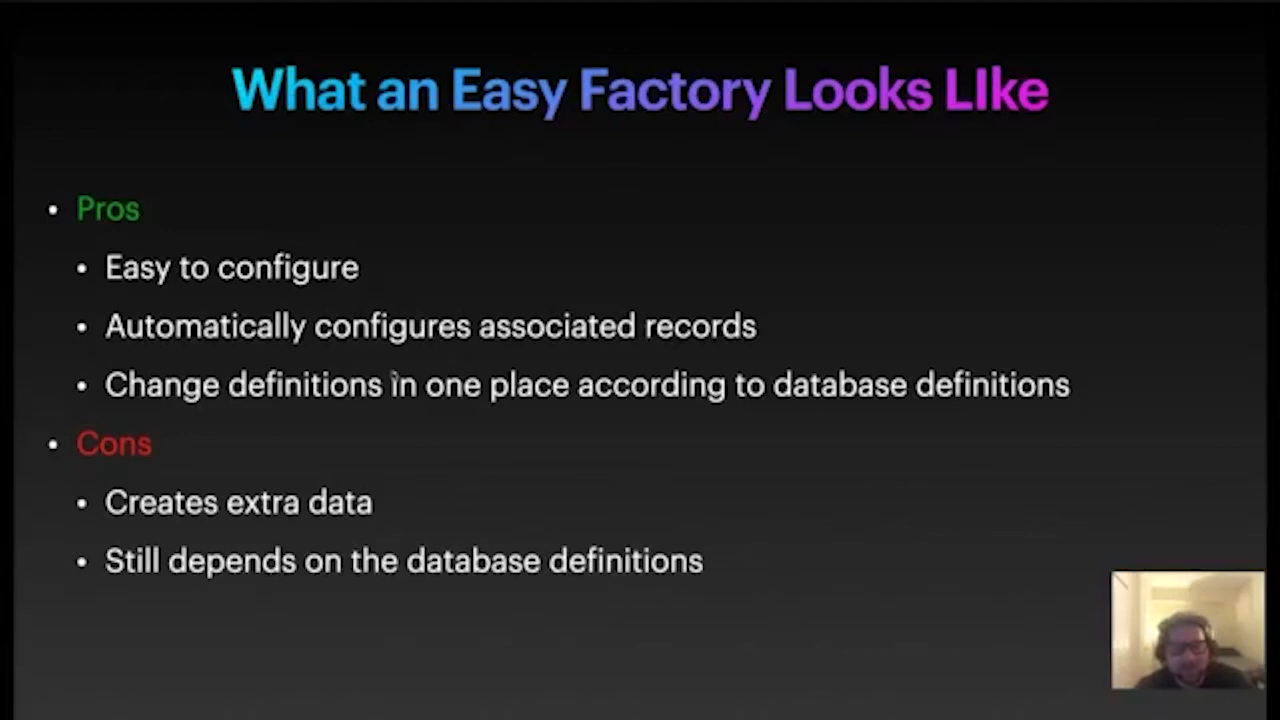 What an Easy Factory Looks LIke
• Pros
• Easy to configure
• Automatically configures associated records
• Change definitions in one place according to database definitions
• Cons
• Creates extra data
• Still depends on the database definitions